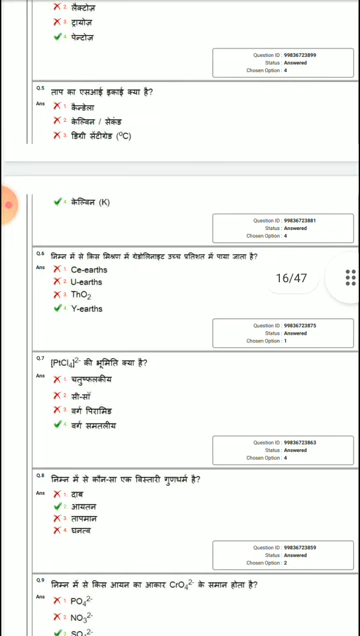 2. लैक्टोज़
3. ट्रायोज़
4. पेन्टोज़
Question ID : 99836723899
Status : Answered
Chosen Option : 4
Q.5 ताप का एसआई इकाई क्या है?
Ans 1. कैन्डेला
2. केल्विन / सेकंड
3. डिग्री सेंटीग्रेड (⁰C)
4. केल्विन (K)
Question ID : 99836723881
Status : Answered
Chosen Option : 4
Q.6 निम्न में से किस मिश्रण में गेडोलिनाइट उच्च प्रतिशत में पाया जाता है?
Ans 1. Ce-earths
2. U-earths
16/47
3. ThO₂
4. Y-earths
Question ID : 99836723875
Status : Answered
Chosen Option : 1
Q.7 [PtCl₄]²⁻ की भूमिति क्या है?
Ans 1. चतुष्फलकीय
2. सी-सॉ
3. वर्ग पिरामिड
4. वर्ग समतलीय
Question ID : 99836723863
Status : Answered
Chosen Option : 4
Q.8 निम्न में से कौन-सा एक विस्तारी गुणधर्म है?
Ans 1. दाब
2. आयतन
3. तापमान
4. घनत्व
Question ID : 99836723859
Status : Answered
Chosen Option : 2
Q.9 निम्न में से किस आयन का आकार CrO₄²⁻ के समान होता है?
Ans 1. PO₄²⁻
2. NO₃²⁻
3. SO₄²⁻